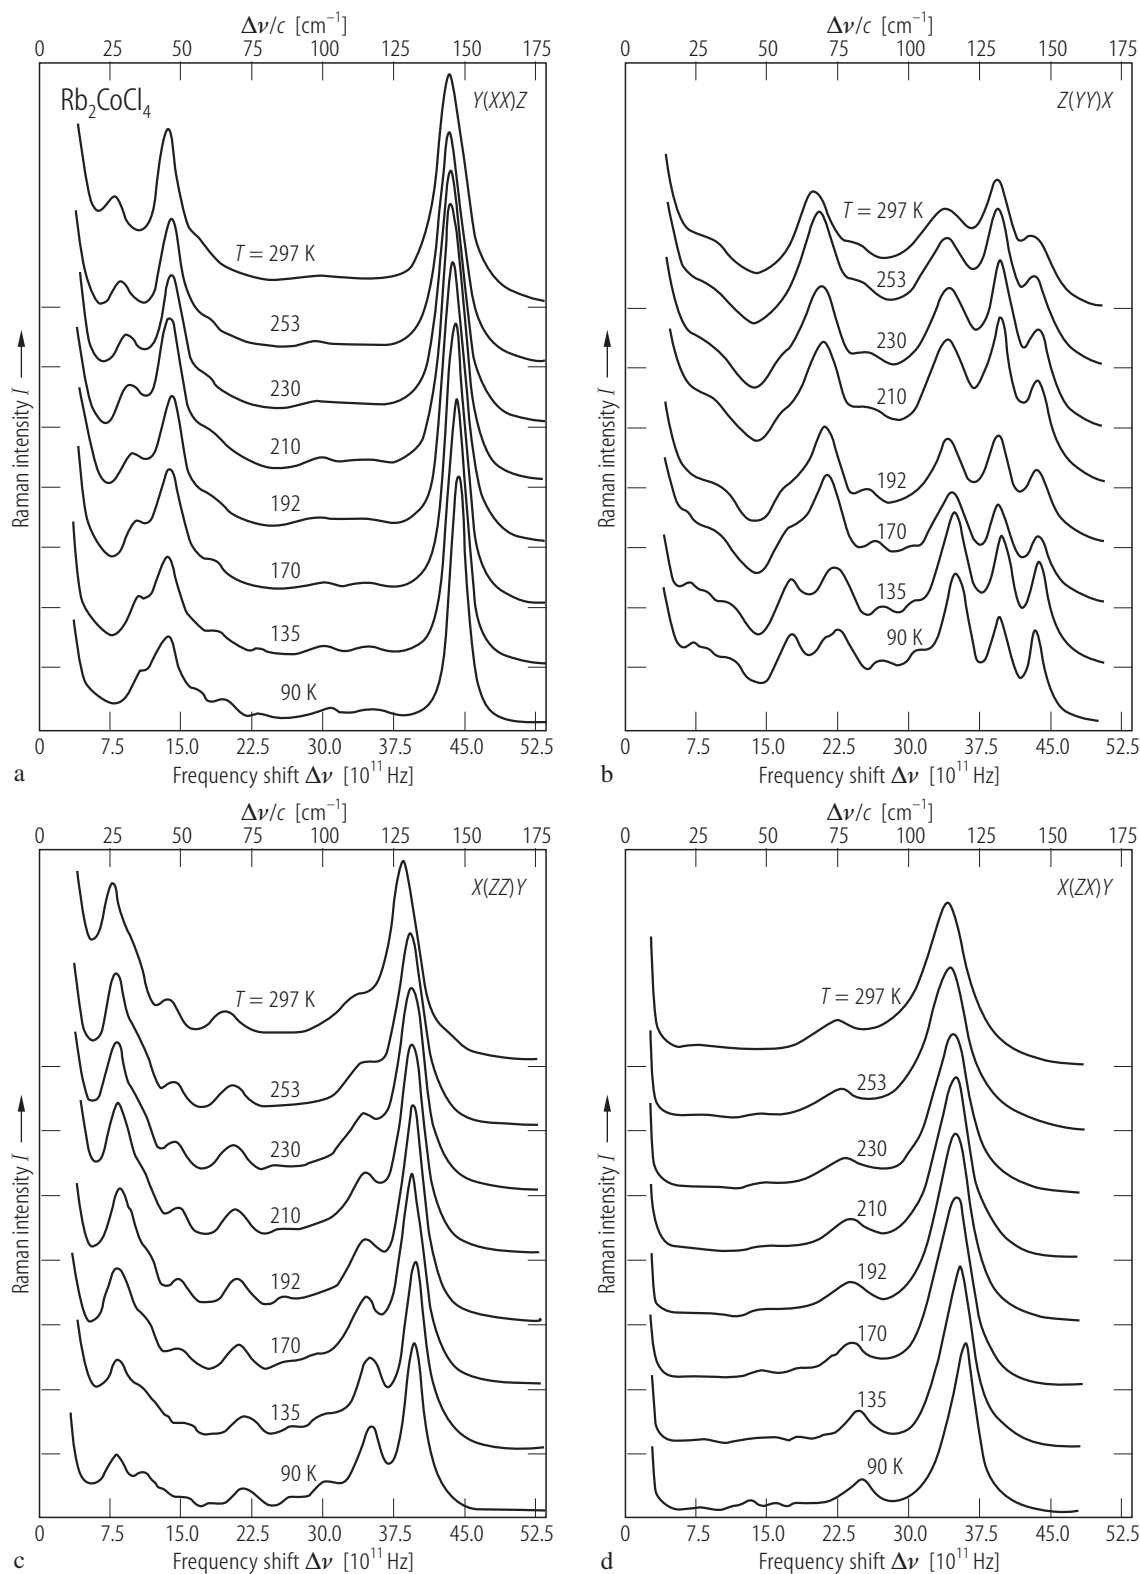 Δν/c [cm⁻¹]
0 25 50 75 100 125 150 175
Rb₂CoCl₄
Y(XX)Z
T = 297 K
253
230
210
192
170
135
90 K
Raman intensity I
0 7.5 15.0 22.5 30.0 37.5 45.0 52.5
a
Frequency shift Δν [10¹¹ Hz]
Δν/c [cm⁻¹]
0 25 50 75 100 125 150 175
Z(YY)X
T = 297 K
253
230
210
192
170
135
90 K
Raman intensity I
0 7.5 15.0 22.5 30.0 37.5 45.0 52.5
b
Frequency shift Δν [10¹¹ Hz]
Δν/c [cm⁻¹]
0 25 50 75 100 125 150 175
X(ZZ)Y
T = 297 K
253
230
210
192
170
135
90 K
Raman intensity I
0 7.5 15.0 22.5 30.0 37.5 45.0 52.5
c
Frequency shift Δν [10¹¹ Hz]
Δν/c [cm⁻¹]
0 25 50 75 100 125 150 175
X(ZX)Y
T = 297 K
253
230
210
192
170
135
90 K
Raman intensity I
0 7.5 15.0 22.5 30.0 37.5 45.0 52.5
d
Frequency shift Δν [10¹¹ Hz]